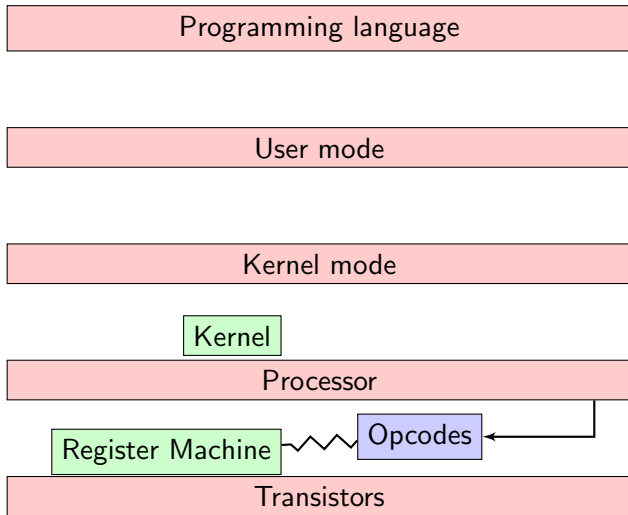 Programming language
User mode
Kernel mode
Kernel
Processor
Opcodes
Register Machine
Transistors